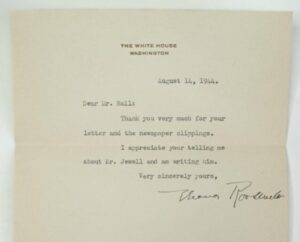 THE WHITE HOUSE
WASHINGTON
August 14, 1944.
Dear Mr. Hall:
Thank you very much for your
letter and the newspaper clippings.
I appreciate your telling me
about Mr. Jewell and am writing him.
Very sincerely yours,
Eleanor Roosevelt